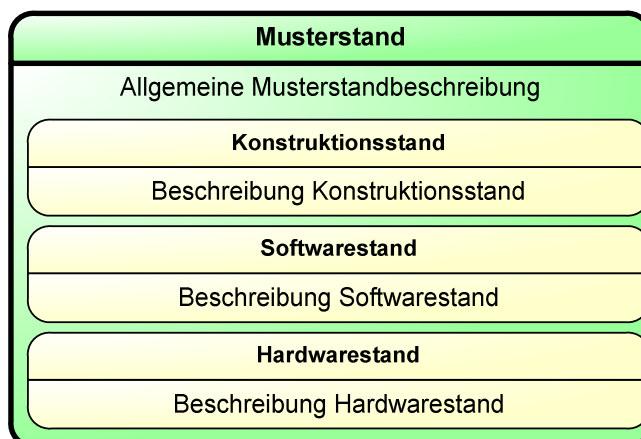 Musterstand
Allgemeine Musterstandbeschreibung
Konstruktionsstand
Beschreibung Konstruktionsstand
Softwarestand
Beschreibung Softwarestand
Hardwarestand
Beschreibung Hardwarestand